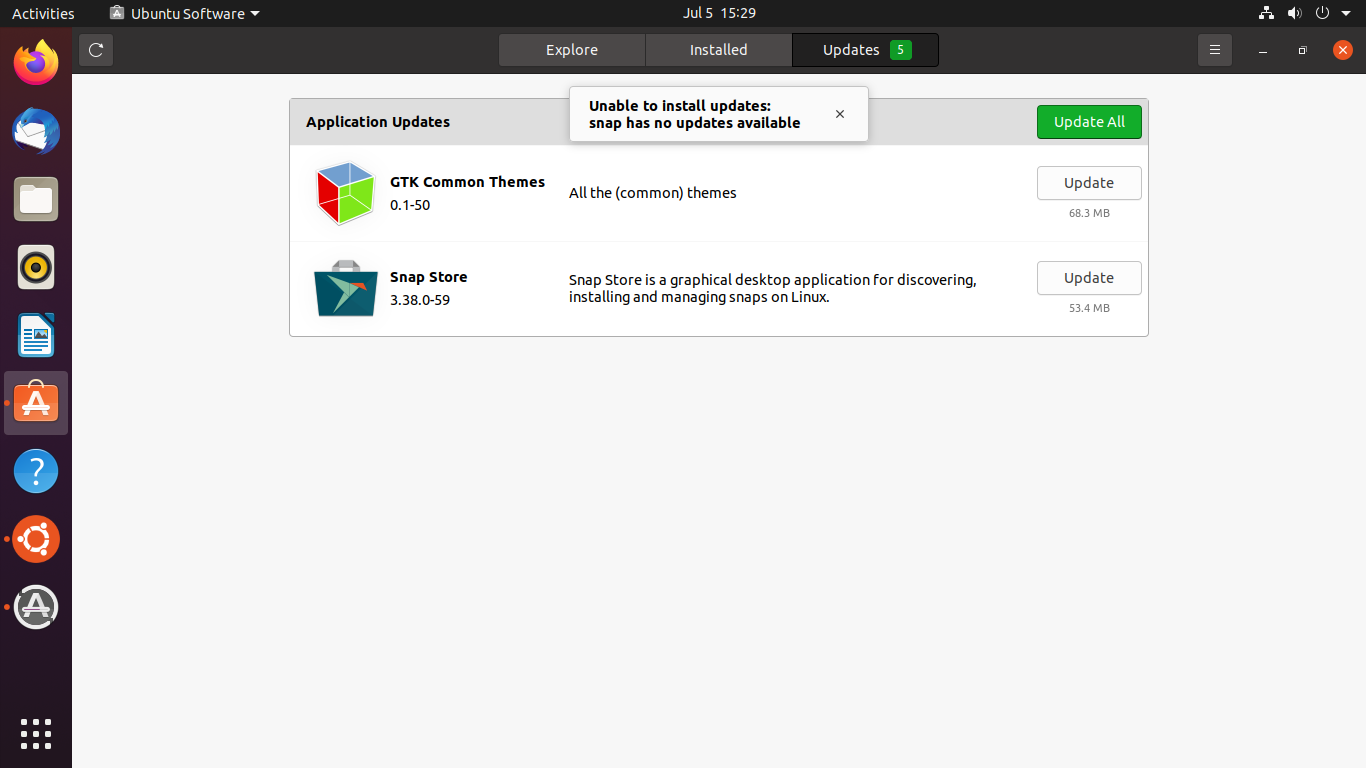 Activities
Ubuntu Software
Jul 5 15:29
Explore
Installed
Updates 5
Unable to install updates:
snap has no updates available
Application Updates
Update All
GTK Common Themes
0.1-50
All the (common) themes
Update
68.3 MB
Snap Store
3.38.0-59
Snap Store is a graphical desktop application for discovering,
installing and managing snaps on Linux.
Update
53.4 MB